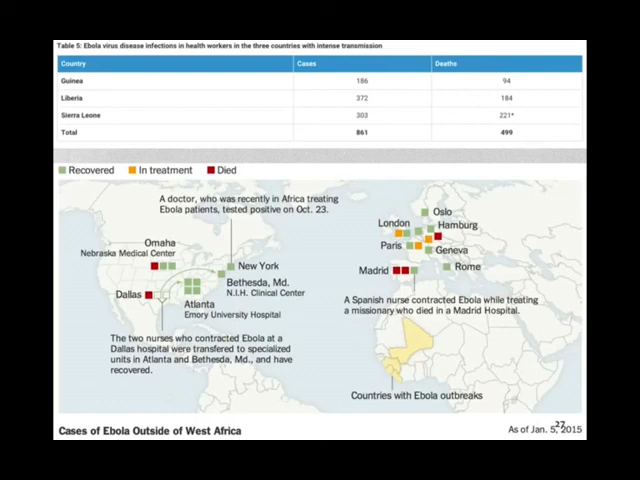 Table 5: Ebola virus disease infections in health workers in the three countries with intense transmission
Country Cases Deaths
Guinea 186 94
Liberia 372 184
Sierra Leone 303 221*
Total 861 499
Recovered In treatment Died
A doctor, who was recently in Africa treating
Ebola patients, tested positive on Oct. 23.
Omaha
Nebraska Medical Center
New York
Bethesda, Md.
N.I.H. Clinical Center
Dallas
Atlanta
Emory University Hospital
The two nurses who contracted Ebola at a
Dallas hospital were transferred to specialized
units in Atlanta and Bethesda, Md., and have
recovered.
Oslo
London
Hamburg
Paris
Geneva
Madrid
Rome
A Spanish nurse contracted Ebola while treating
a missionary who died in a Madrid Hospital.
Countries with Ebola outbreaks
27
Cases of Ebola Outside of West Africa
As of Jan. 5, 2015